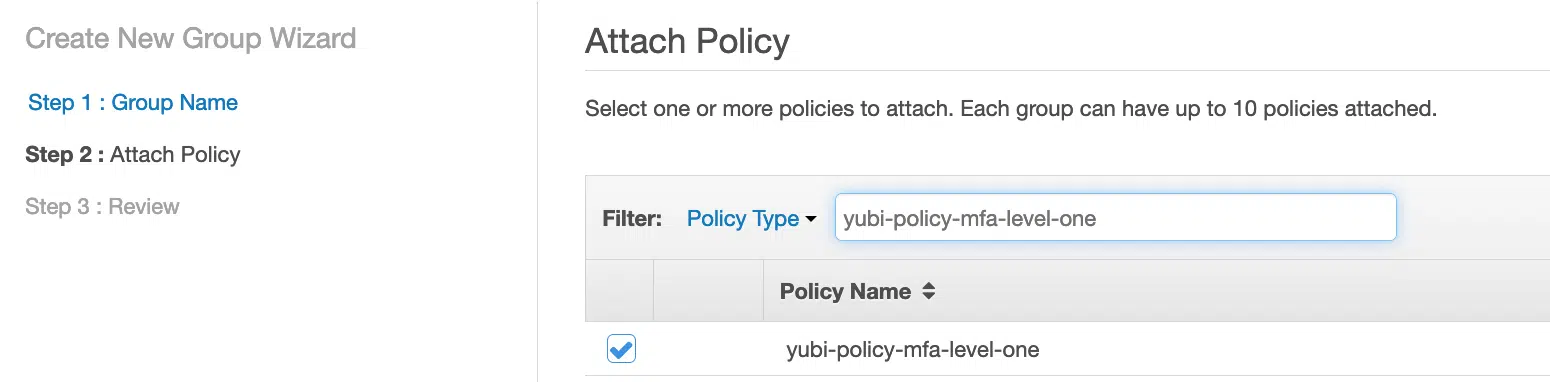 Create New Group Wizard
Step 1 : Group Name
Step 2 : Attach Policy
Step 3 : Review
Attach Policy
Select one or more policies to attach. Each group can have up to 10 policies attached.
Filter: Policy Type yubi-policy-mfa-level-one
Policy Name
yubi-policy-mfa-level-one